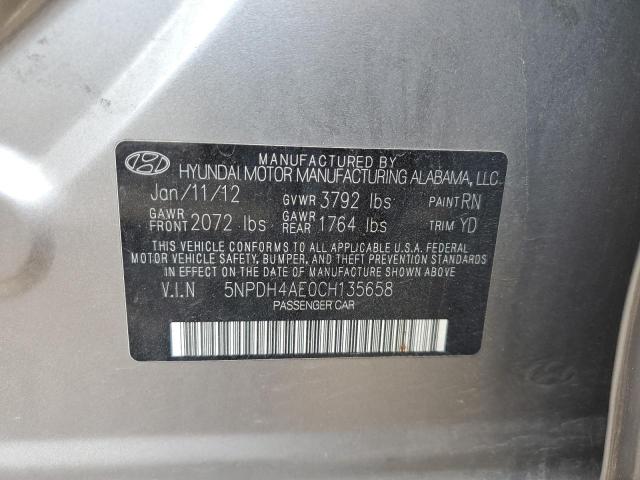 MANUFACTURED BY
HYUNDAI MOTOR MANUFACTURING ALABAMA, LLC
Jan/11/12 GVWR 3792 lbs PAINT RN
GAWR FRONT 2072 lbs GAWR REAR 1764 lbs TRIM YD
THIS VEHICLE CONFORMS TO ALL APPLICABLE U.S.A. FEDERAL
MOTOR VEHICLE SAFETY, BUMPER, AND THEFT PREVENTION STANDARDS
IN EFFECT ON THE DATE OF MANUFACTURE SHOWN ABOVE
V.I.N 5NPDH4AE0CH135658
PASSENGER CAR